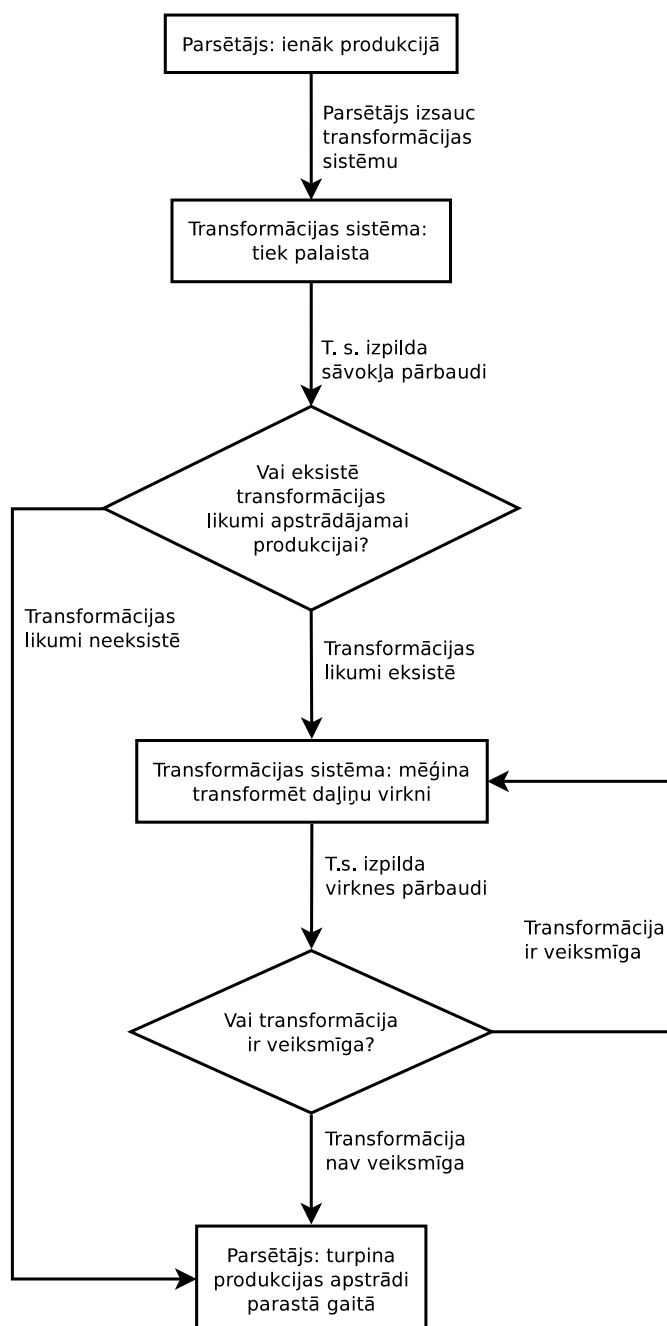 Parsētājs: ienāk produkcijā
Parsētājs izsauc
transformācijas
sistēmu
Transformācijas sistēma:
tiek palaista
T. s. izpilda
sāvokļa pārbaudi
Vai eksistē
transformācijas
likumi apstrādājamai
produkcijai?
Transformācijas
likumi neeksistē
Transformācijas
likumi eksistē
Transformācijas sistēma: mēģina
transformēt daļiņu virkni
T.s. izpilda
virknes pārbaudi
Transformācija
ir veiksmīga
Vai transformācija
ir veiksmīga?
Transformācija
nav veiksmīga
Parsētājs: turpina
produkcijas apstrādi
parastā gaitā